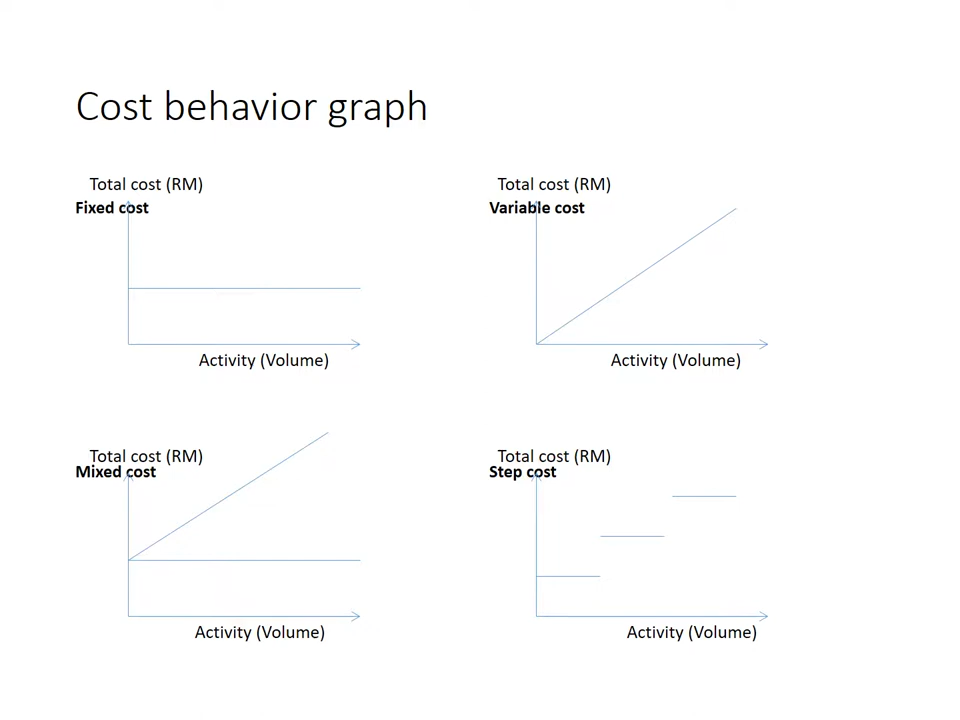 Cost behavior graph
Total cost (RM)
Fixed cost
Activity (Volume)
Total cost (RM)
Variable cost
Activity (Volume)
Total cost (RM)
Mixed cost
Activity (Volume)
Total cost (RM)
Step cost
Activity (Volume)